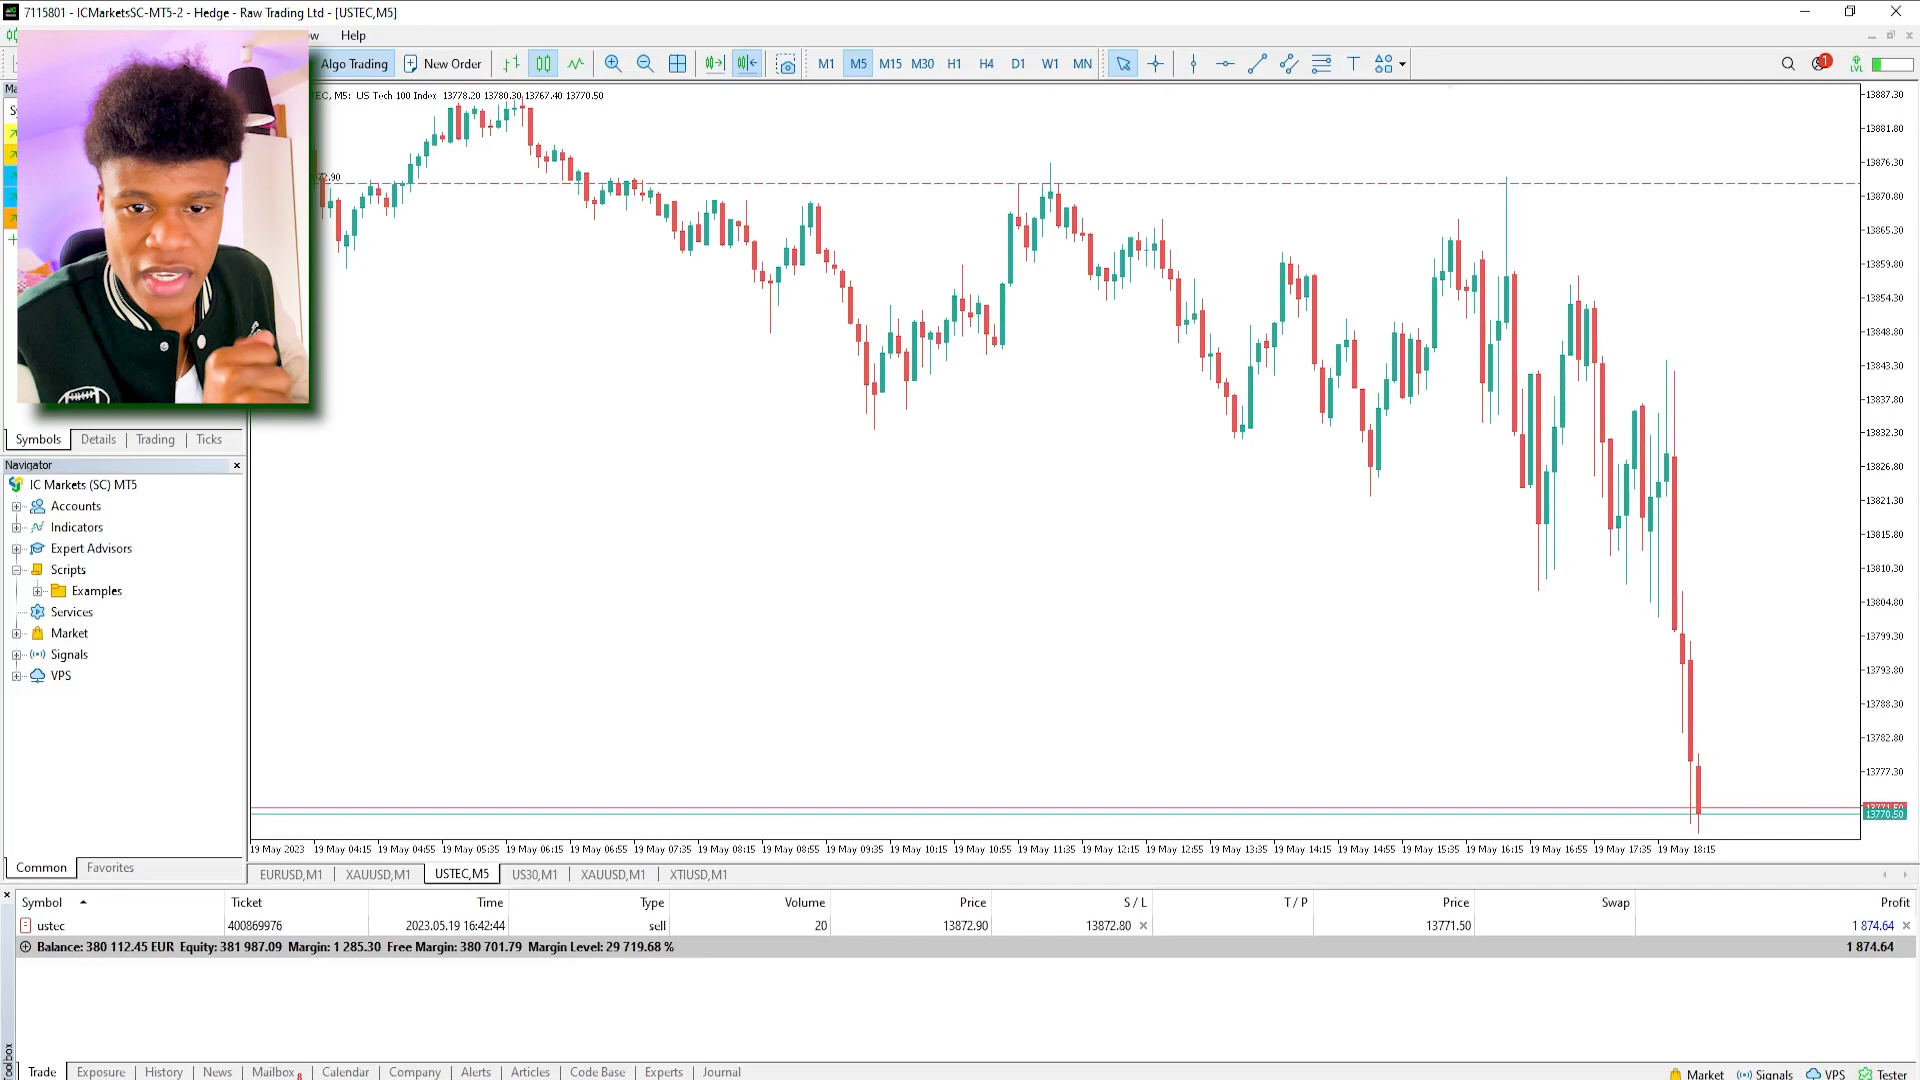 7115801 - ICMarketsSC-MT5-2 - Hedge - Raw Trading Ltd - [USTEC,M5]
Help
Algo Trading New Order M1 M5 M15 M30 H1 H4 D1 W1 MN T 1 LVL
M5: US Tech 100 Index 13778.20 13780.30 13767.40 13770.50
13887.30
13881.80
13876.30
13870.80
13865.30
13859.80
13854.30
13848.80
13843.30
13837.80
13832.30
13826.80
13821.30
13815.80
13810.30
13804.80
13799.30
13793.80
13788.30
13782.80
13777.30
13771.50
13770.50
Symbols Details Trading Ticks
Navigator
IC Markets (SC) MT5
Accounts
Indicators
Expert Advisors
Scripts
Examples
Services
Market
Signals
VPS
Common Favorites
19 May 2023 19 May 04:15 19 May 04:55 19 May 05:35 19 May 06:15 19 May 06:55 19 May 07:35 19 May 08:15 19 May 08:55 19 May 09:35 19 May 10:15 19 May 10:55 19 May 11:35 19 May 12:15 19 May 12:55 19 May 13:35 19 May 14:15 19 May 14:55 19 May 15:35 19 May 16:15 19 May 16:55 19 May 17:35 19 May 18:15
EURUSD,M1 XAUUSD,M1 USTEC,M5 US30,M1 XAUUSD,M1 XTIUSD,M1
Symbol Ticket Time Type Volume Price S / L T / P Price Swap Profit
ustec 400869976 2023.05.19 16:42:44 sell 20 13872.90 13872.80 13771.50 1 874.64
Balance: 380 112.45 EUR Equity: 381 987.09 Margin: 1 285.30 Free Margin: 380 701.79 Margin Level: 29 719.68 % 1 874.64
Trade Exposure History News Mailbox 8 Calendar Company Alerts Articles Code Base Experts Journal
Market Signals VPS Tester